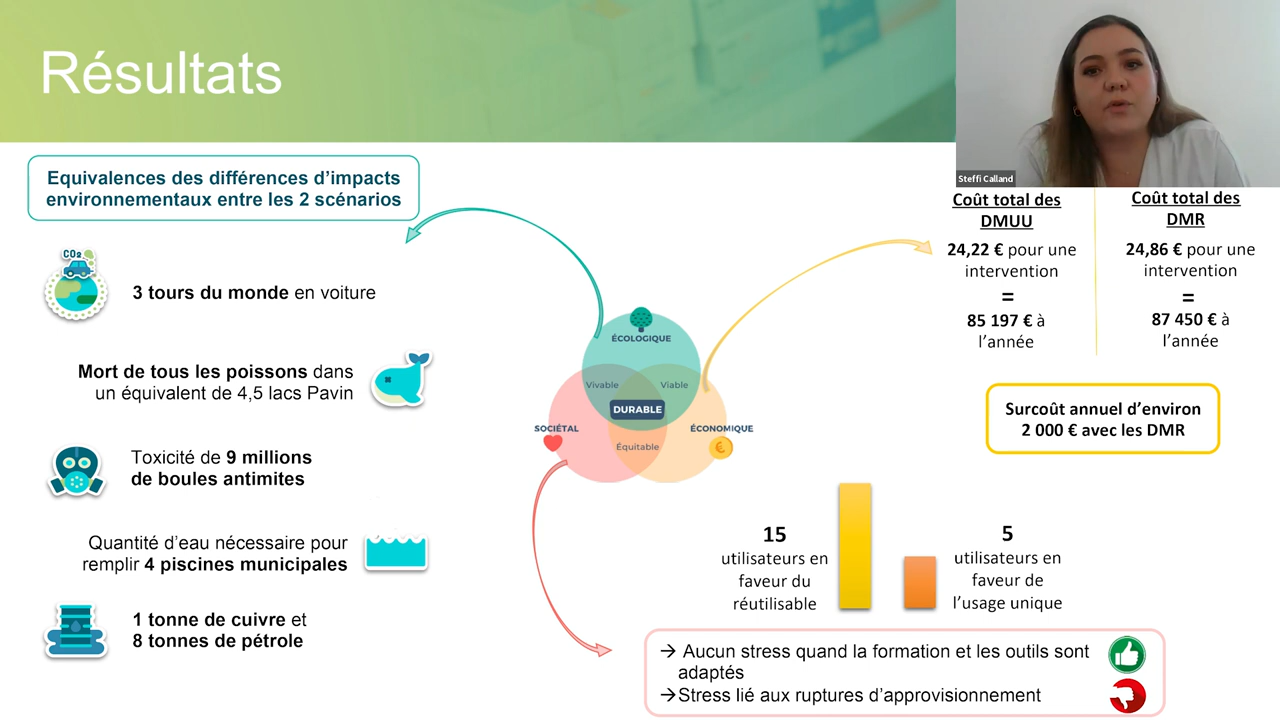 Résultats
Steffi Calland
Equivalences des différences d’impacts
environnementaux entre les 2 scénarios
CO2
3 tours du monde en voiture
Mort de tous les poissons dans
un équivalent de 4,5 lacs Pavin
Toxicité de 9 millions
de boules antimites
Quantité d’eau nécessaire pour
remplir 4 piscines municipales
1 tonne de cuivre et
8 tonnes de pétrole
ÉCOLOGIQUE
Vivable
Viable
DURABLE
SOCIÉTAL
ÉCONOMIQUE
Équitable
€
Coût total des
DMUU
24,22 € pour une
intervention
=
85 197 € à
l’année
Coût total des
DMR
24,86 € pour une
intervention
=
87 450 € à
l’année
Surcoût annuel d’environ
2 000 € avec les DMR
15
utilisateurs en
faveur du
réutilisable
5
utilisateurs en
faveur de
l’usage unique
→ Aucun stress quand la formation et les outils sont
adaptés
→Stress lié aux ruptures d’approvisionnement